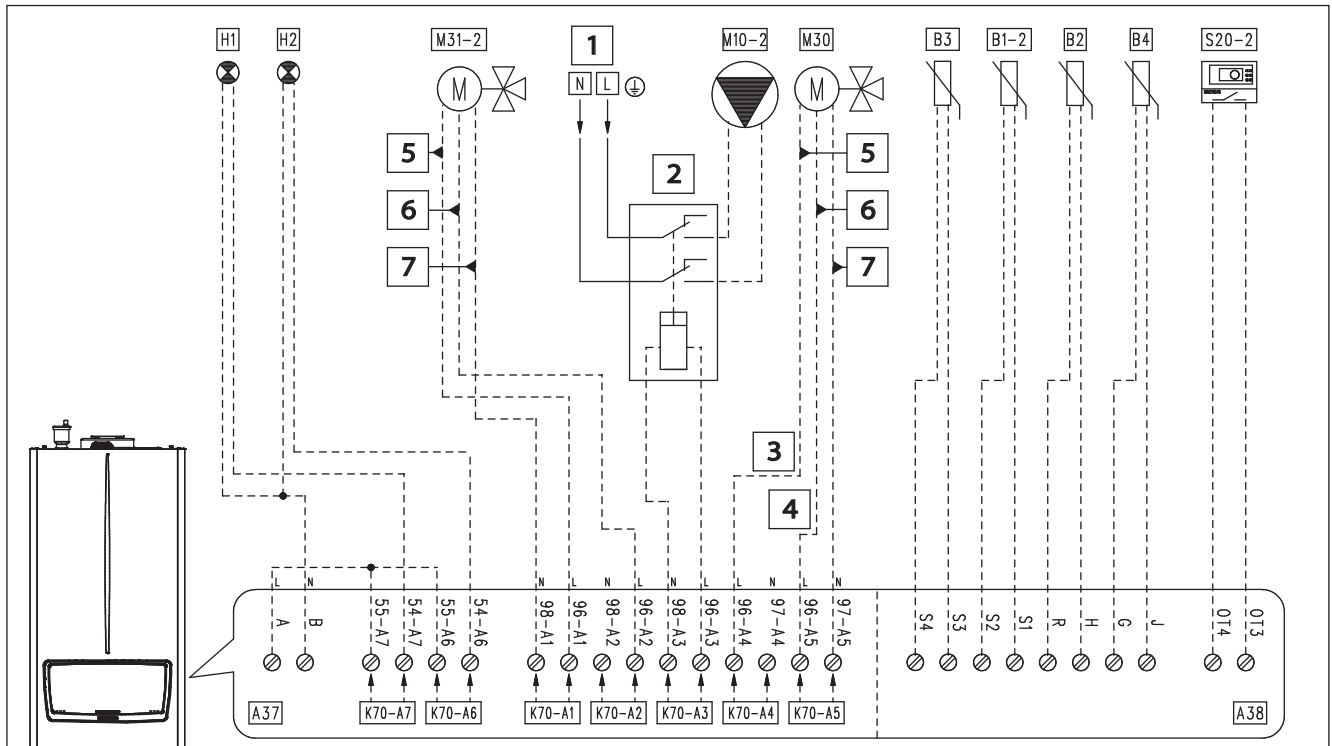 H1 H2 M31-2 1 M10-2 M30 B3 B1-2 B2 B4 S20-2
N L
M M
5 5
2
6 6
7 7
3
4
L N N L N L N L L N L N
A B 55-A7 54-A7 55-A6 54-A6 98-A1 96-A1 98-A2 96-A2 98-A3 96-A3 96-A4 97-A4 96-A5 97-A5 S4 S3 S2 S1 R H G J OT4 OT3
A37 K70-A7 K70-A6 K70-A1 K70-A2 K70-A3 K70-A4 K70-A5 A38